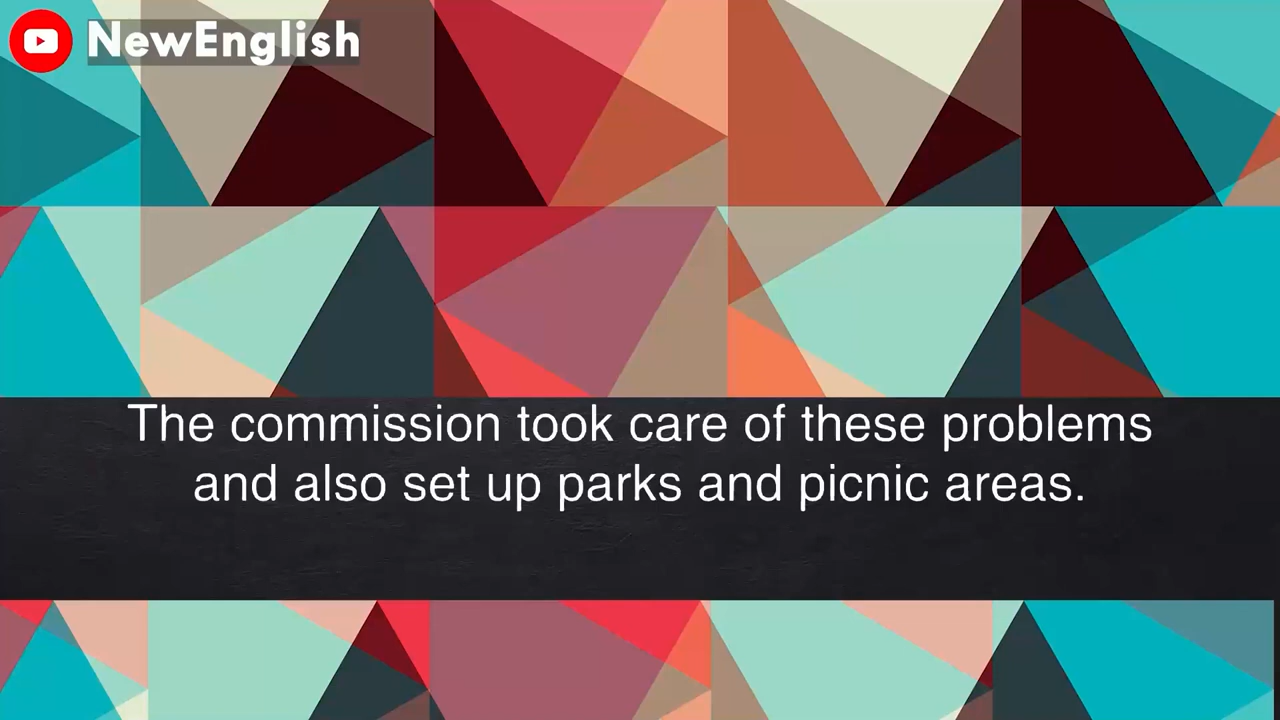 NewEnglish
The commission took care of these problems
and also set up parks and picnic areas.